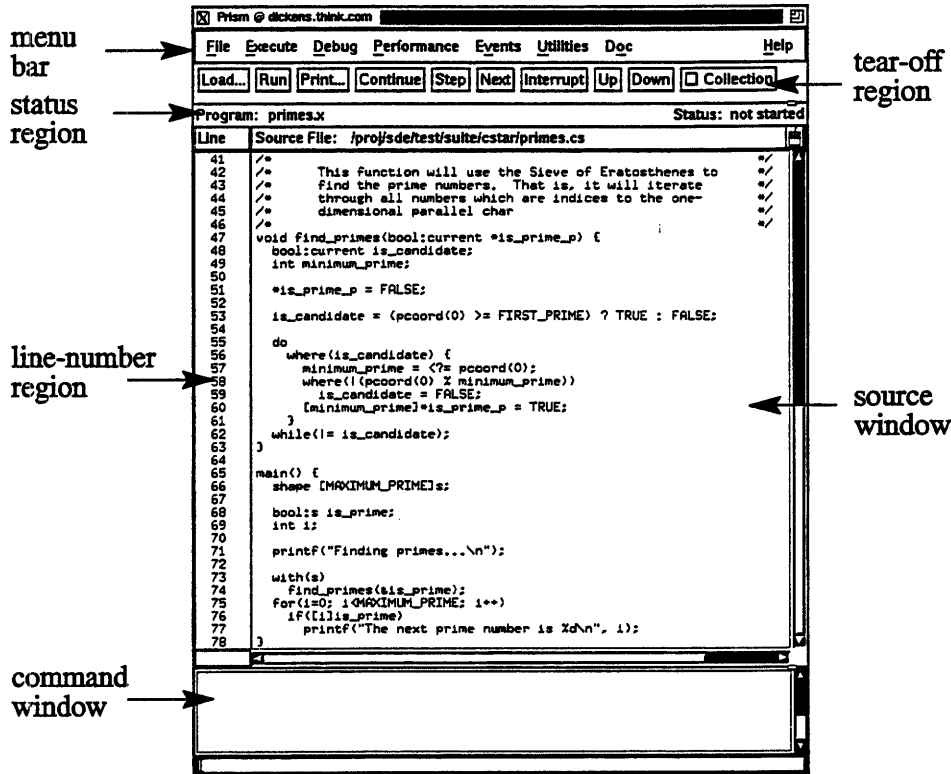 Prism @ dickens.think.com
menu bar
File Execute Debug Performance Events Utilities Doc Help
Load... Run Print... Continue Step Next Interrupt Up Down Collection
tear-off region
status region
Program: primes.x Status: not started
Line Source File: /proj/sde/test/suite/cstar/primes.cs
41 /* */
42 /* This function will use the Sieve of Eratosthenes to */
43 /* find the prime numbers. That is, it will iterate */
44 /* through all numbers which are indices to the one- */
45 /* dimensional parallel char */
46 /* */
47 void find_primes(bool:current *is_prime_p) {
48 bool:current is_candidate;
49 int minimum_prime;
50
51 *is_prime_p = FALSE;
52
53 is_candidate = (pcoord(0) >= FIRST_PRIME) ? TRUE : FALSE;
54
55 do
56 where(is_candidate) {
57 minimum_prime = <?= pcoord(0);
58 where(!(pcoord(0) % minimum_prime))
59 is_candidate = FALSE;
60 [minimum_prime]*is_prime_p = TRUE;
61 }
62 while(|= is_candidate);
63 }
64
65 main() {
66 shape [MAXIMUM_PRIME]s;
67
68 bool:s is_prime;
69 int i;
70
71 printf("Finding primes...\n");
72
73 with(s)
74 find_primes(&is_prime);
75 for(i=0; i<MAXIMUM_PRIME; i++)
76 if([i]is_prime)
77 printf("The next prime number is %d\n", i);
78 }
line-number region
source window
command window